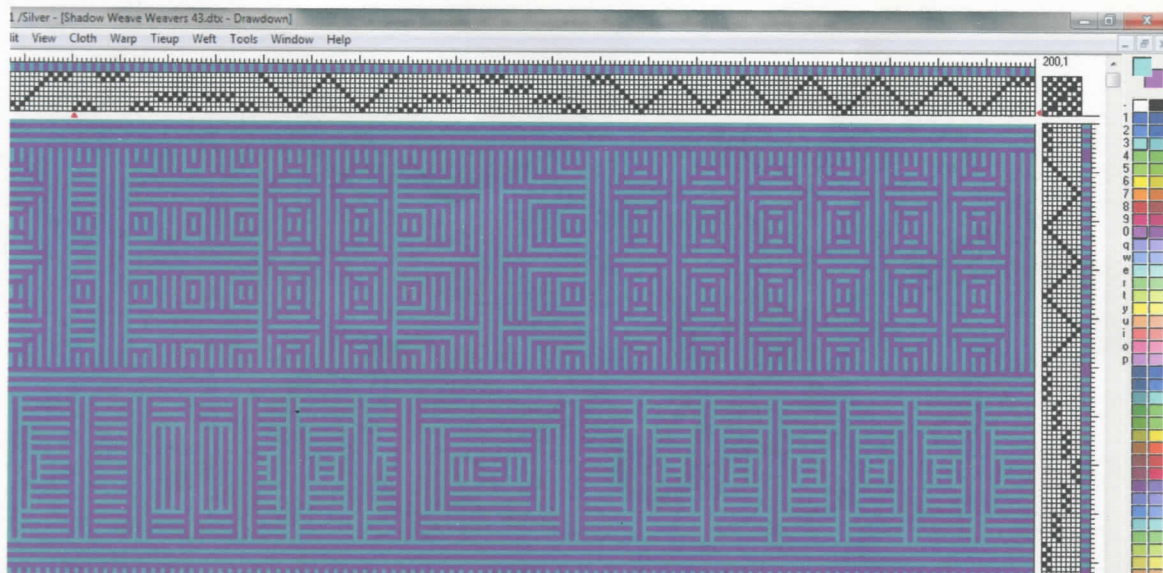 1 /Silver - [Shadow Weave Weavers 43.dtx - Drawdown]
View Cloth Warp Tieup Weft Tools Window Help
200,1
-
1
2
3
4
5
6
7
8
9
0
q
w
e
r
t
y
u
i
o
p